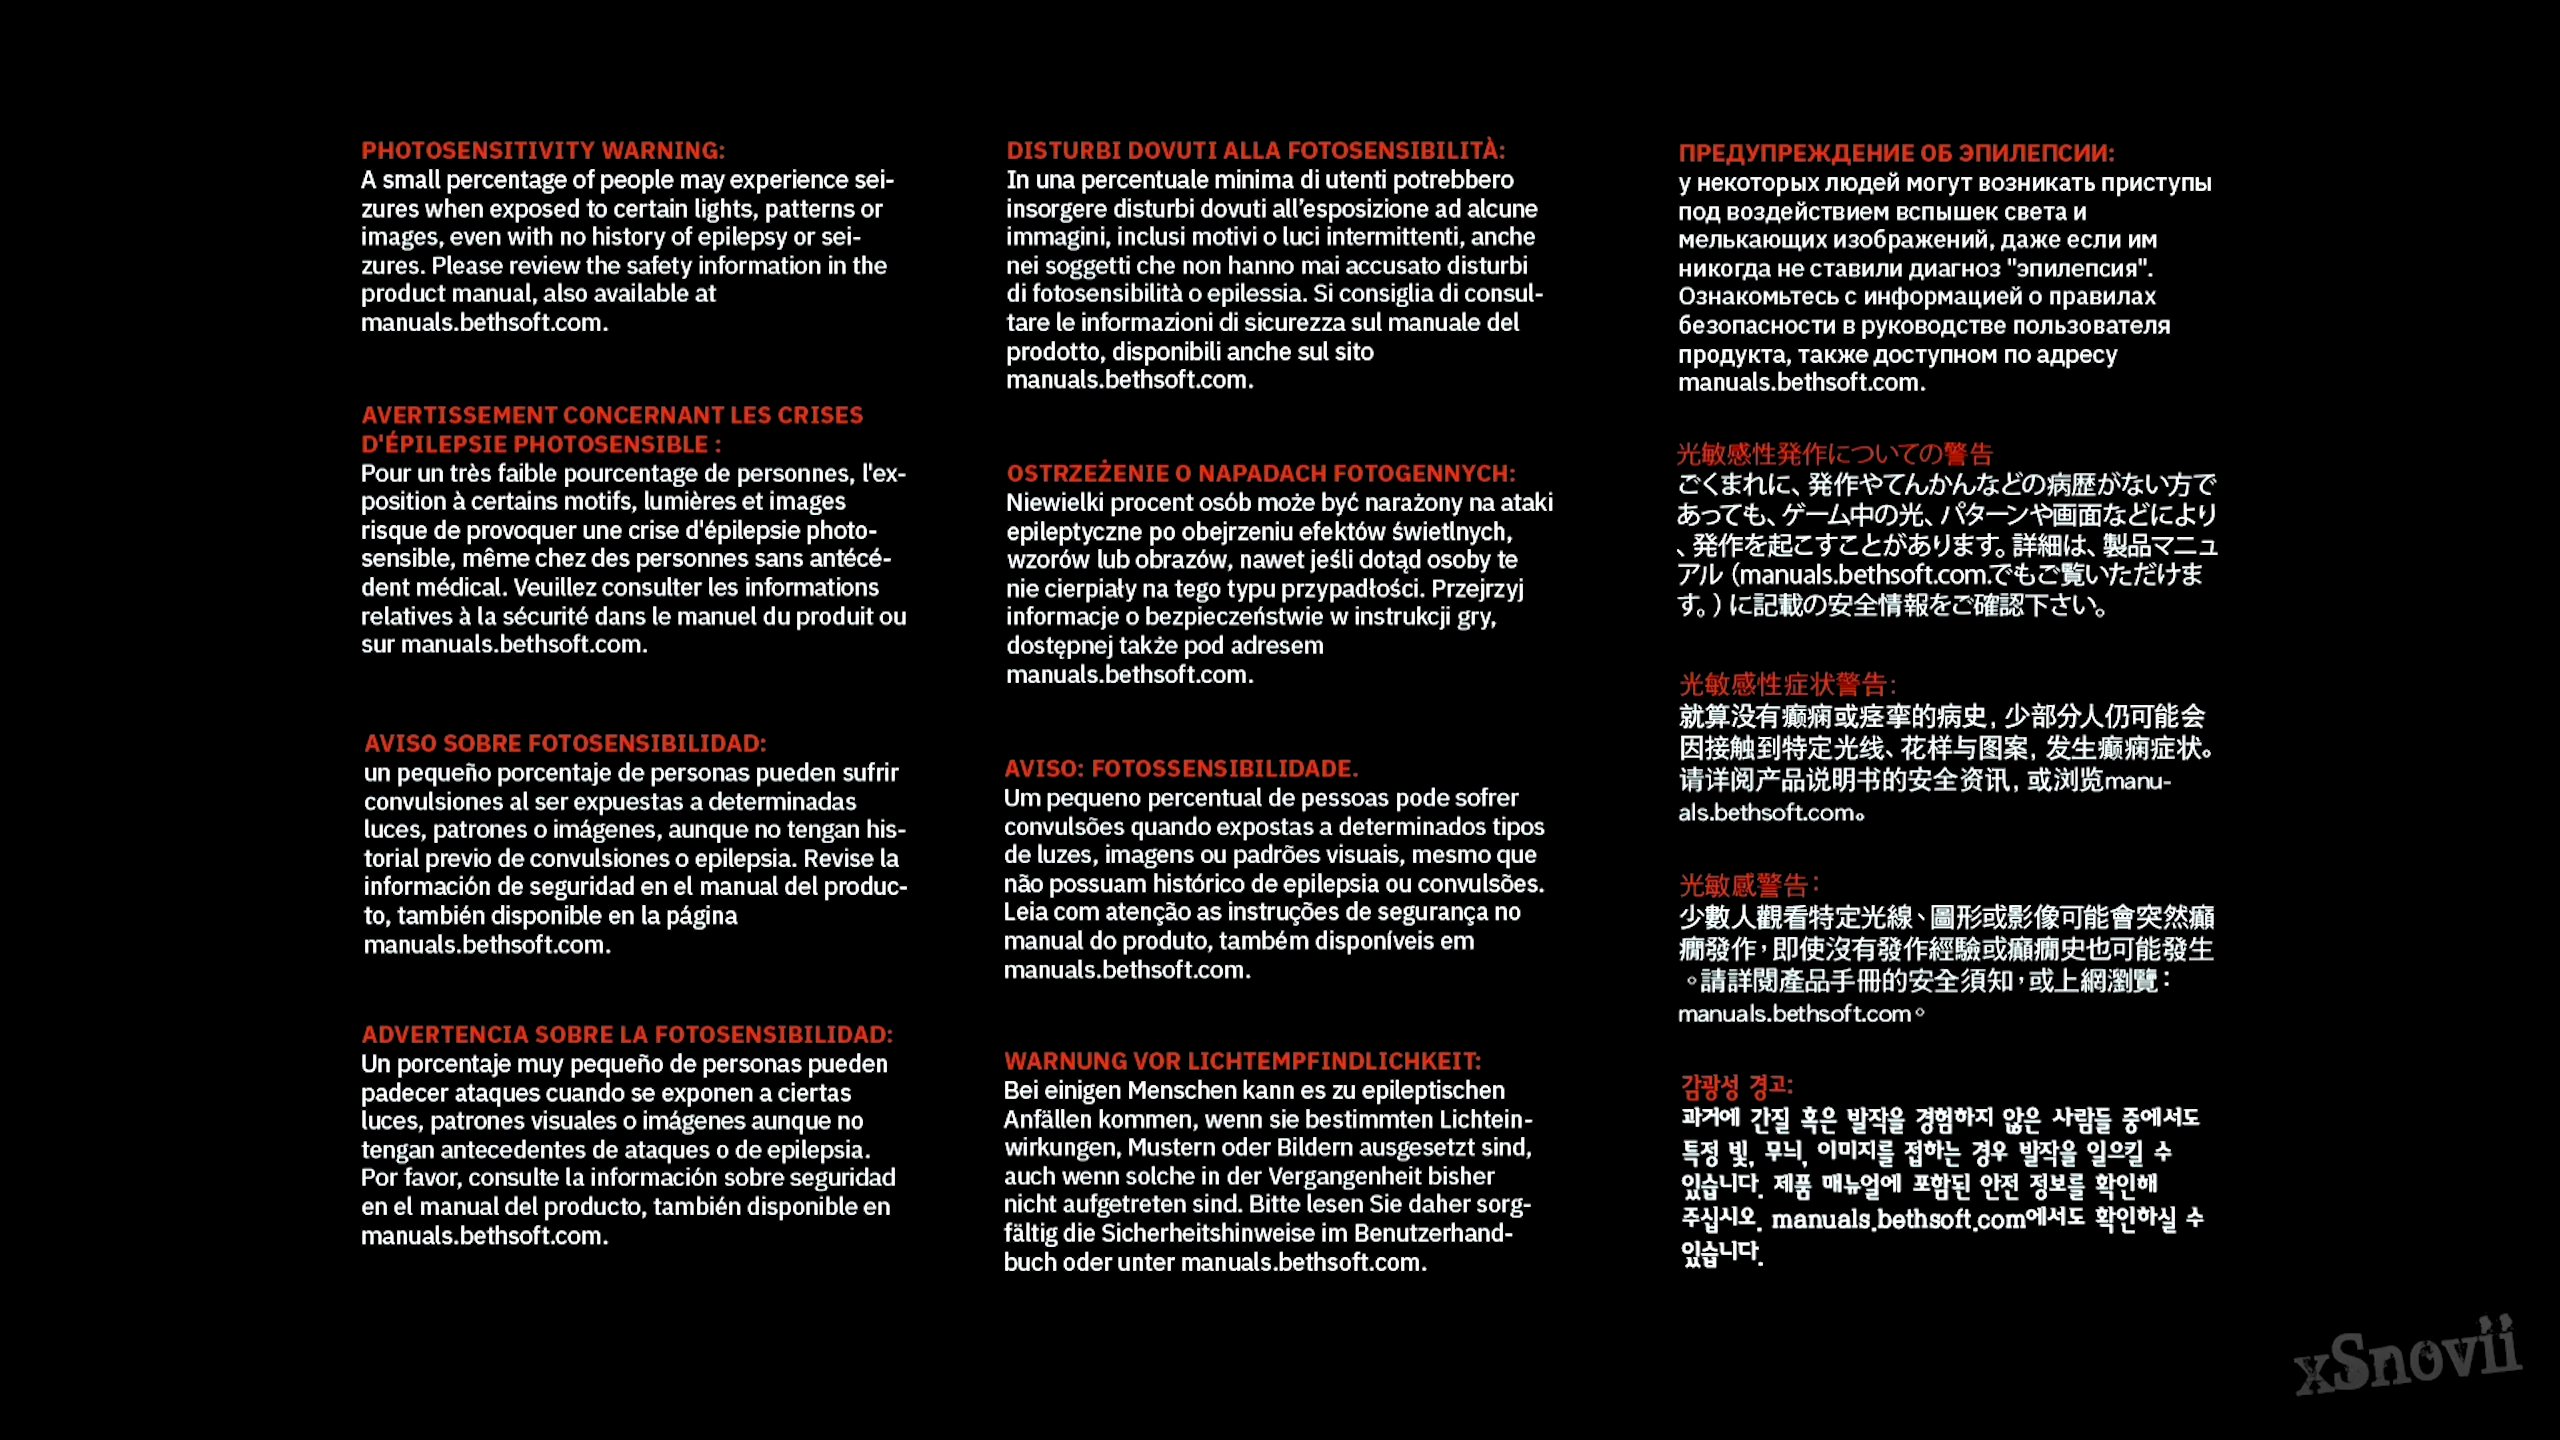 PHOTOSENSITIVITY WARNING:
A small percentage of people may experience sei-
zures when exposed to certain lights, patterns or
images, even with no history of epilepsy or sei-
zures. Please review the safety information in the
product manual, also available at
manuals.bethsoft.com.
AVERTISSEMENT CONCERNANT LES CRISES
D'ÉPILEPSIE PHOTOSENSIBLE :
Pour un très faible pourcentage de personnes, l'ex-
position à certains motifs, lumières et images
risque de provoquer une crise d'épilepsie photo-
sensible, même chez des personnes sans antécé-
dent médical. Veuillez consulter les informations
relatives à la sécurité dans le manuel du produit ou
sur manuals.bethsoft.com.
AVISO SOBRE FOTOSENSIBILIDAD:
un pequeño porcentaje de personas pueden sufrir
convulsiones al ser expuestas a determinadas
luces, patrones o imágenes, aunque no tengan his-
torial previo de convulsiones o epilepsia. Revise la
información de seguridad en el manual del produc-
to, también disponible en la página
manuals.bethsoft.com.
ADVERTENCIA SOBRE LA FOTOSENSIBILIDAD:
Un porcentaje muy pequeño de personas pueden
padecer ataques cuando se exponen a ciertas
luces, patrones visuales o imágenes aunque no
tengan antecedentes de ataques o de epilepsia.
Por favor, consulte la información sobre seguridad
en el manual del producto, también disponible en
manuals.bethsoft.com.
DISTURBI DOVUTI ALLA FOTOSENSIBILITÀ:
In una percentuale minima di utenti potrebbero
insorgere disturbi dovuti all’esposizione ad alcune
immagini, inclusi motivi o luci intermittenti, anche
nei soggetti che non hanno mai accusato disturbi
di fotosensibilità o epilessia. Si consiglia di consul-
tare le informazioni di sicurezza sul manuale del
prodotto, disponibili anche sul sito
manuals.bethsoft.com.
OSTRZEŻENIE O NAPADACH FOTOGENNYCH:
Niewielki procent osób może być narażony na ataki
epileptyczne po obejrzeniu efektów świetlnych,
wzorów lub obrazów, nawet jeśli dotąd osoby te
nie cierpiały na tego typu przypadłości. Przejrzyj
informacje o bezpieczeństwie w instrukcji gry,
dostępnej także pod adresem
manuals.bethsoft.com.
AVISO: FOTOSSENSIBILIDADE.
Um pequeno percentual de pessoas pode sofrer
convulsões quando expostas a determinados tipos
de luzes, imagens ou padrões visuais, mesmo que
não possuam histórico de epilepsia ou convulsões.
Leia com atenção as instruções de segurança no
manual do produto, também disponíveis em
manuals.bethsoft.com.
WARNUNG VOR LICHTEMPFINDLICHKEIT:
Bei einigen Menschen kann es zu epileptischen
Anfällen kommen, wenn sie bestimmten Lichtein-
wirkungen, Mustern oder Bildern ausgesetzt sind,
auch wenn solche in der Vergangenheit bisher
nicht aufgetreten sind. Bitte lesen Sie daher sorg-
fältig die Sicherheitshinweise im Benutzerhand-
buch oder unter manuals.bethsoft.com.
ПРЕДУПРЕЖДЕНИЕ ОБ ЭПИЛЕПСИИ:
у некоторых людей могут возникать приступы
под воздействием вспышек света и
мелькающих изображений, даже если им
никогда не ставили диагноз "эпилепсия".
Ознакомьтесь с информацией о правилах
безопасности в руководстве пользователя
продукта, также доступном по адресу
manuals.bethsoft.com.
光敏感性発作についての警告
ごくまれに、発作やてんかんなどの病歴がない方で
あっても、ゲーム中の光、パターンや画面などにより
、発作を起こすことがあります。詳細は、製品マニュ
アル（manuals.bethsoft.com.でもご覧いただけま
す。）に記載の安全情報をご確認下さい。
光敏感性症状警告：
就算没有癫痫或痉挛的病史，少部分人仍可能会
因接触到特定光线、花样与图案，发生癫痫症状。
请详阅产品说明书的安全资讯，或浏览manu-
als.bethsoft.com。
光敏感警告：
少數人觀看特定光線、圖形或影像可能會突然癲
癇發作，即使沒有發作經驗或癲癇史也可能發生
。請詳閱產品手冊的安全須知，或上網瀏覽：
manuals.bethsoft.com。
감광성 경고:
과거에 간질 혹은 발작을 경험하지 않은 사람들 중에서도
특정 빛, 무늬, 이미지를 접하는 경우 발작을 일으킬 수
있습니다. 제품 매뉴얼에 포함된 안전 정보를 확인해
주십시오. manuals.bethsoft.com에서도 확인하실 수
있습니다.
xSnovii